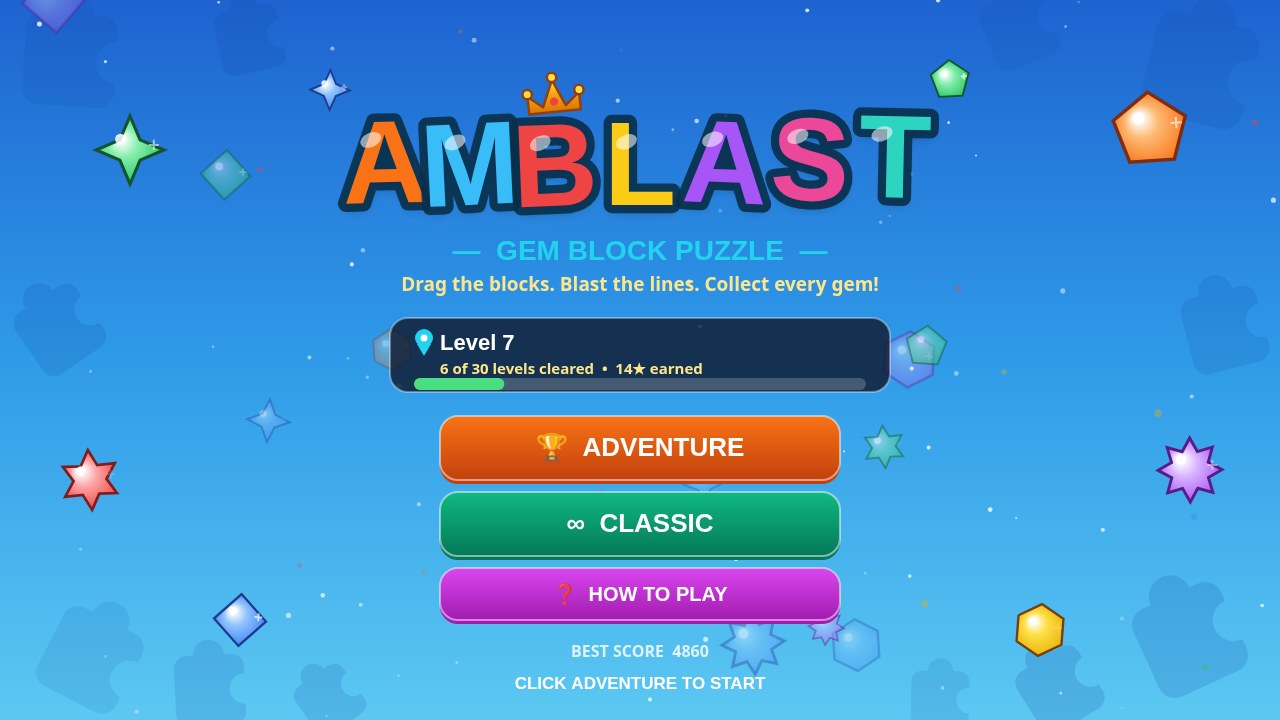 AMBLAST
— GEM BLOCK PUZZLE —
Drag the blocks. Blast the lines. Collect every gem!
Level 7
6 of 30 levels cleared • 14★ earned
🏆 ADVENTURE
∞ CLASSIC
❓ HOW TO PLAY
BEST SCORE 4860
CLICK ADVENTURE TO START